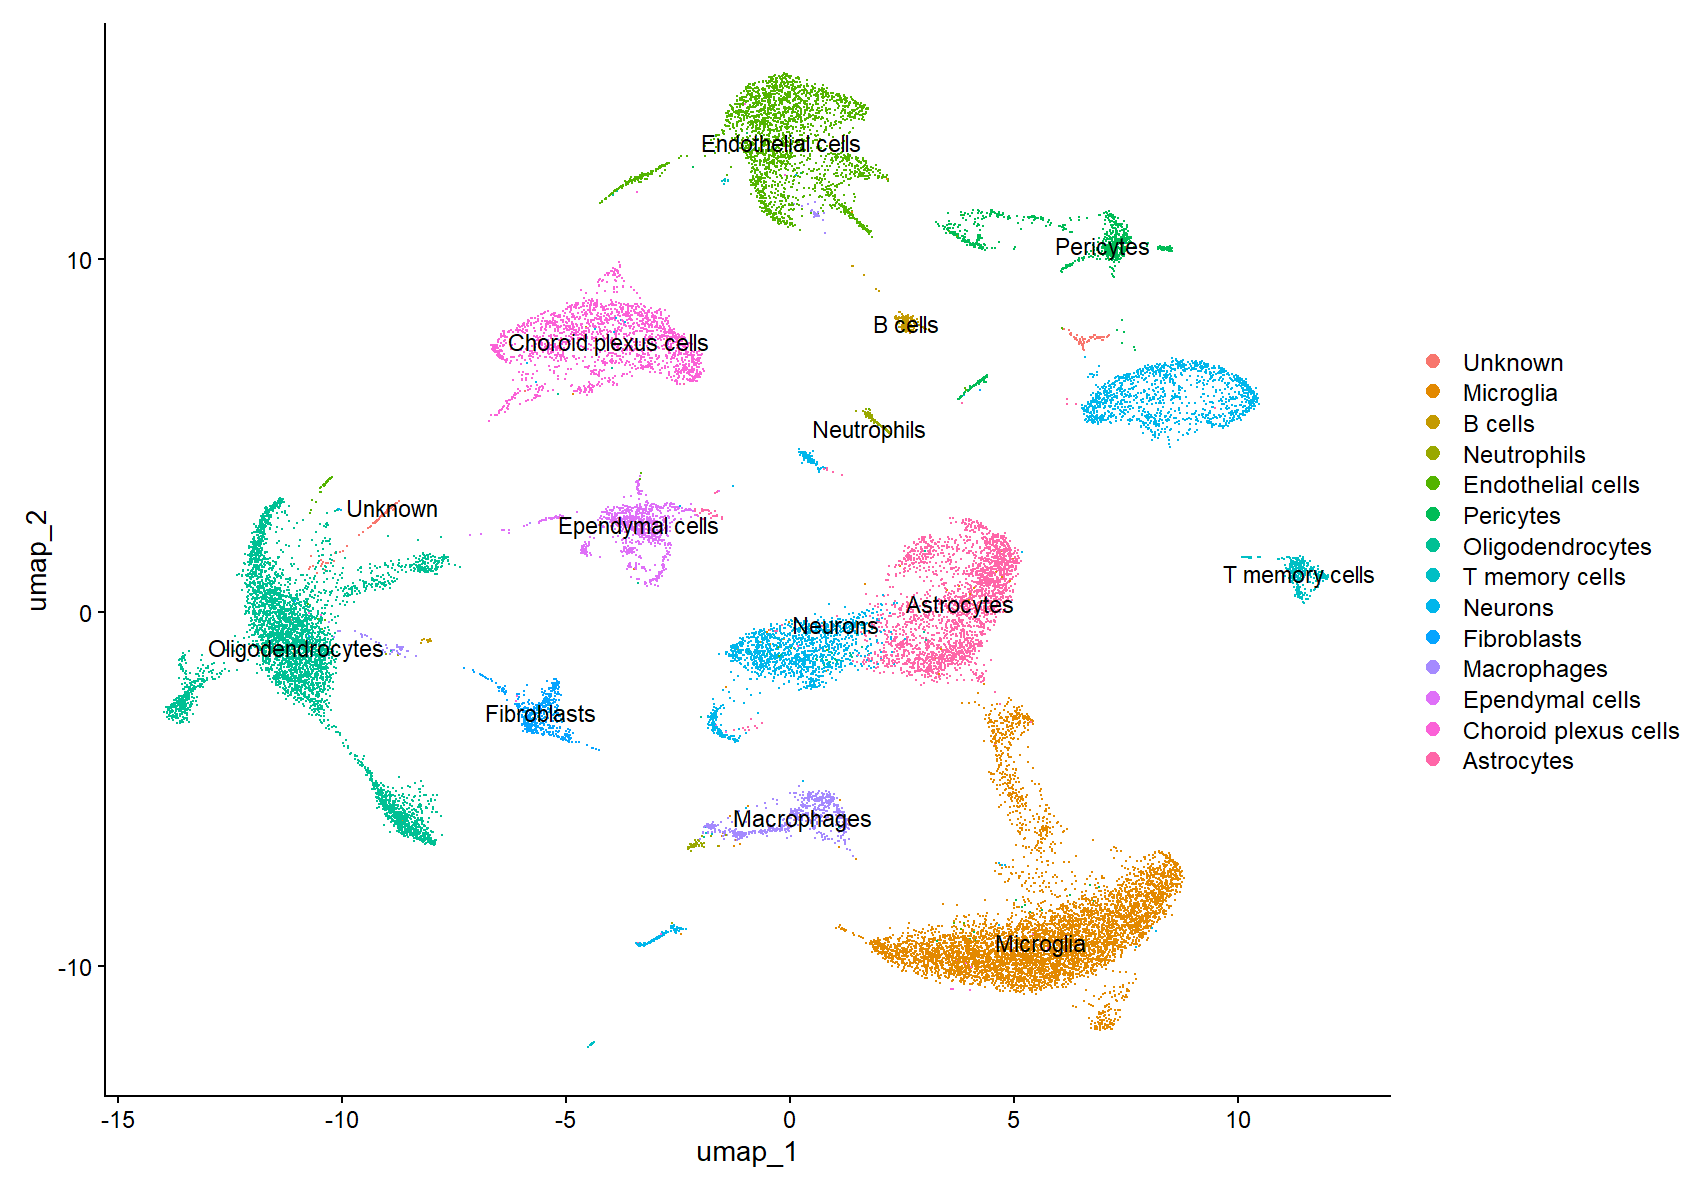 Endothelial cells
Pericytes
10
B cells
Choroid plexus cells
Neutrophils
Unknown
Ependymal cells
umap_2
T memory cells
Astrocytes
0
Neurons
Oligodendrocytes
Fibroblasts
Macrophages
Microglia
-10
-15
-10
-5
0
5
10
umap_1
Unknown
Microglia
B cells
Neutrophils
Endothelial cells
Pericytes
Oligodendrocytes
T memory cells
Neurons
Fibroblasts
Macrophages
Ependymal cells
Choroid plexus cells
Astrocytes